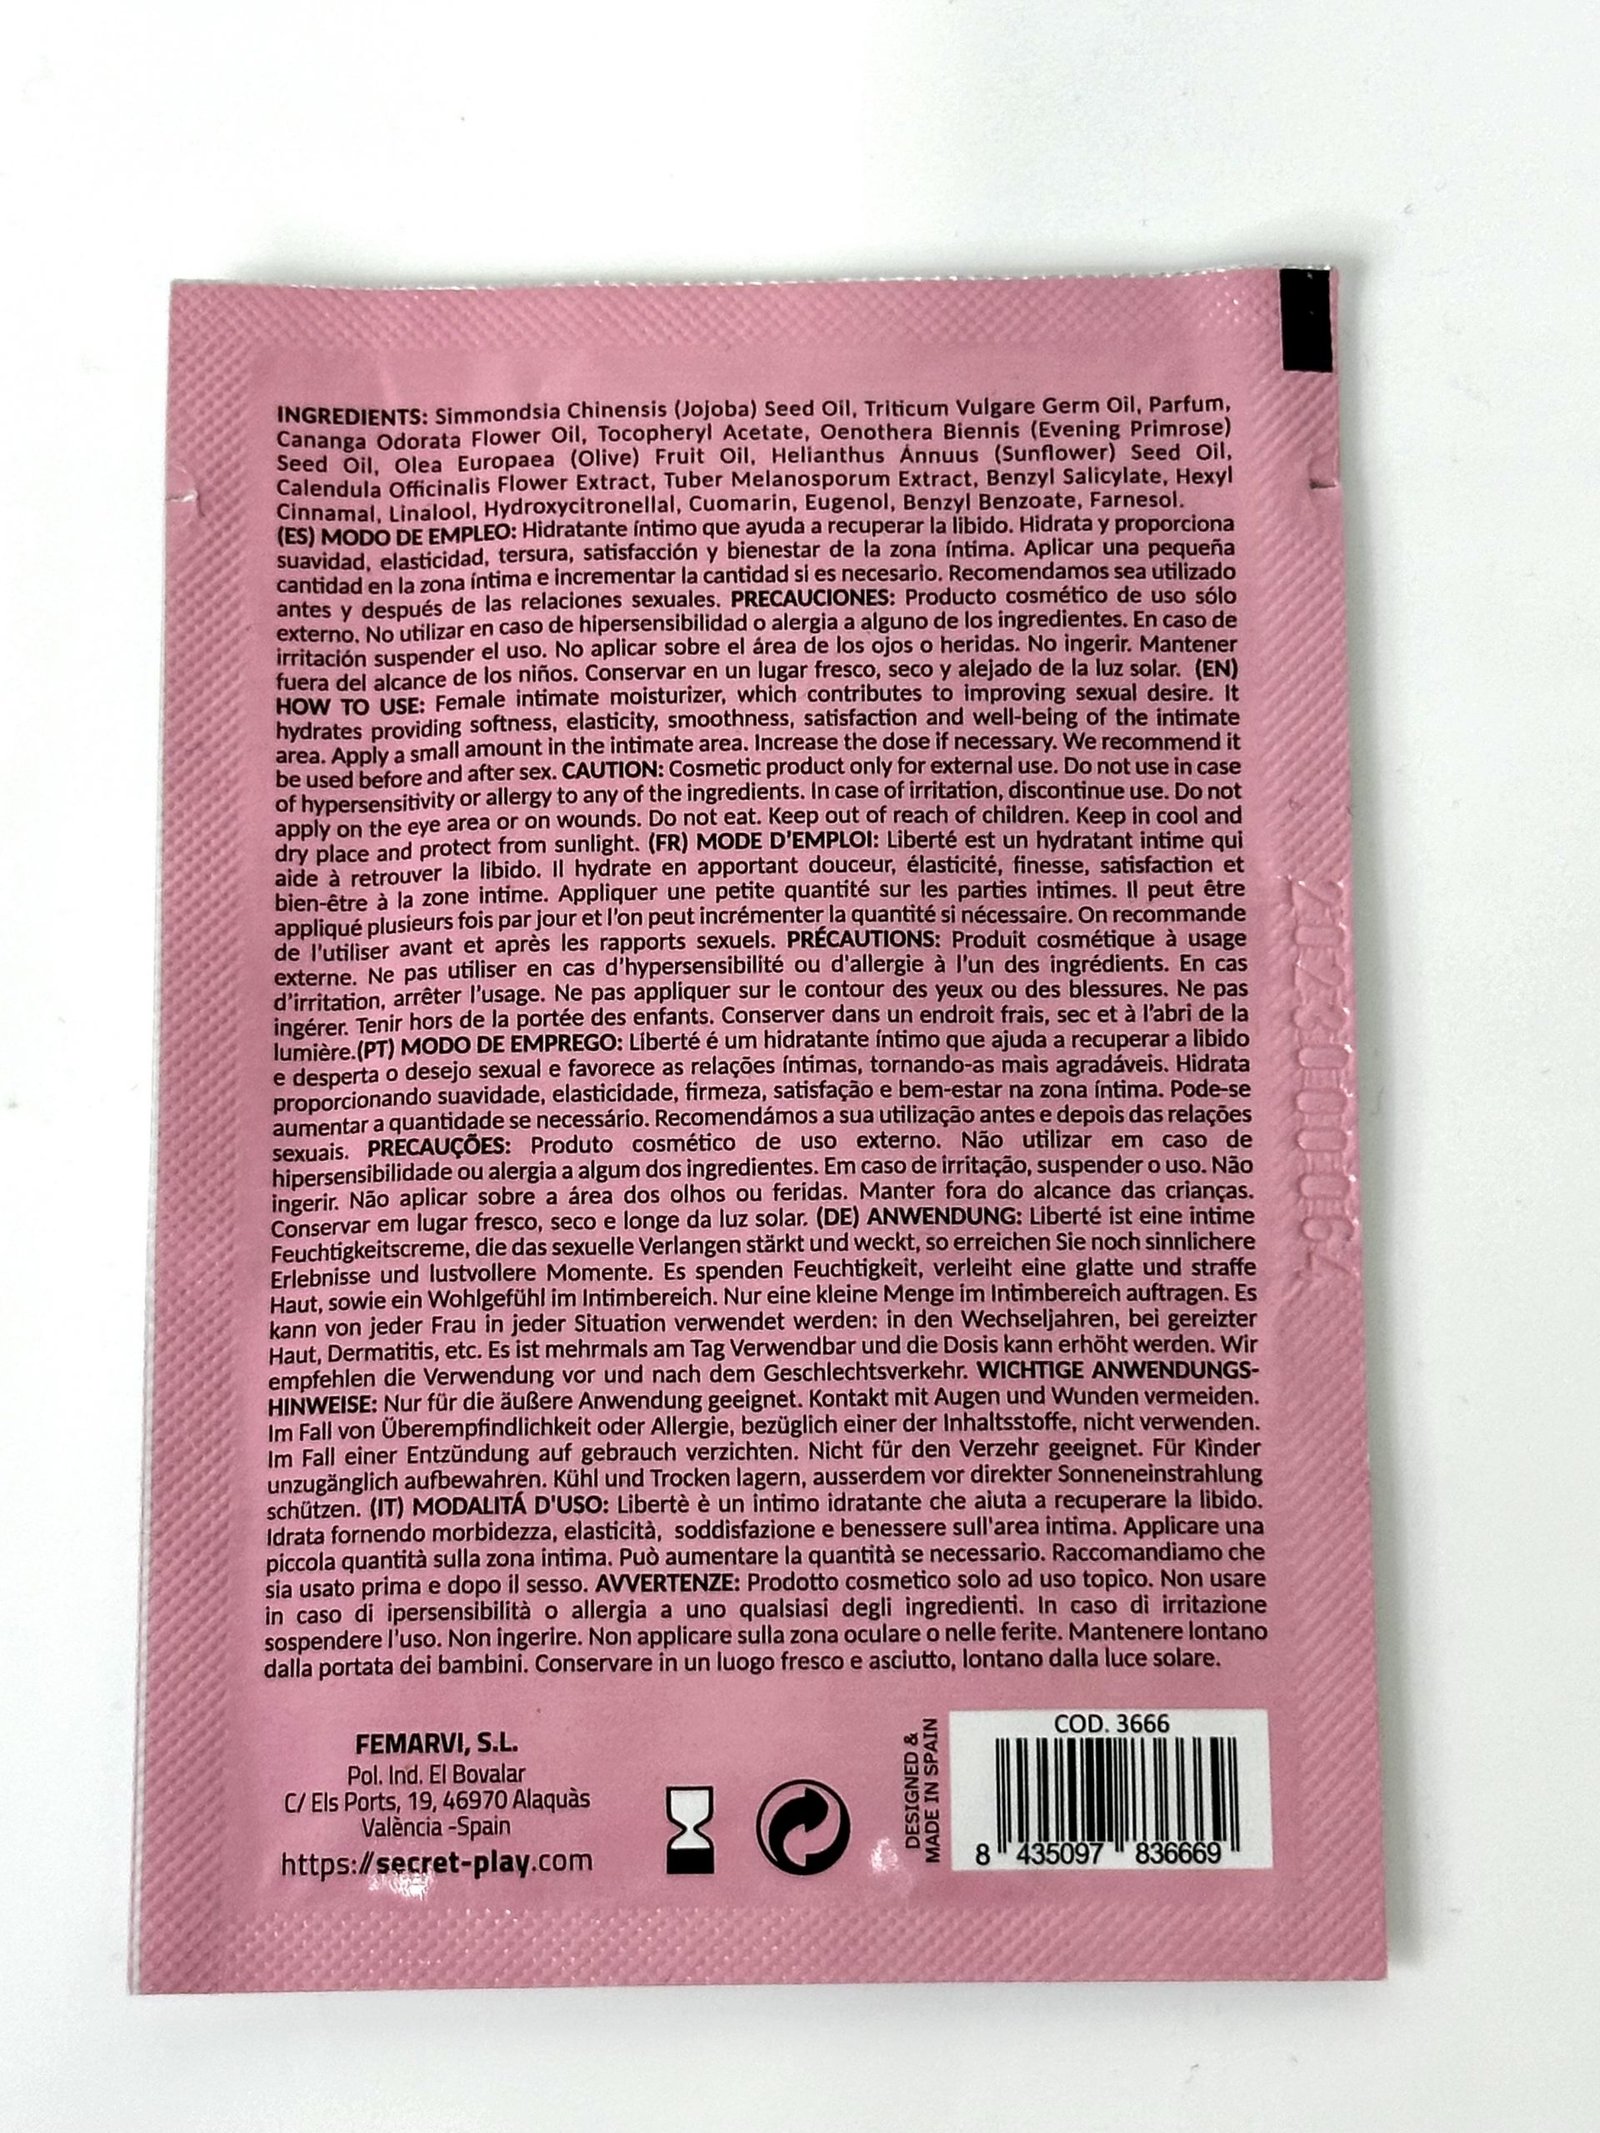 INGREDIENTS: Simmondsia Chinensis (Jojoba) Seed Oil, Triticum Vulgare Germ Oil, Parfum,
Cananga Odorata Flower Oil, Tocopheryl Acetate, Oenothera Biennis (Evening Primrose)
Seed Oil, Olea Europaea (Olive) Fruit Oil, Helianthus Annuus (Sunflower) Seed Oil,
Calendula Officinalis Flower Extract, Tuber Melanosporum Extract, Benzyl Salicylate, Hexyl
Cinnamal, Linalool, Hydroxycitronellal, Cuomarin, Eugenol, Benzyl Benzoate, Farnesol.
(ES) MODO DE EMPLEO: Hidratante íntimo que ayuda a recuperar la libido. Hidrata y proporciona
suavidad, elasticidad, tersura, satisfacción y bienestar de la zona íntima. Aplicar una pequeña
cantidad en la zona íntima e incrementar la cantidad si es necesario. Recomendamos sea utilizado
antes y después de las relaciones sexuales. PRECAUCIONES: Producto cosmético de uso sólo
externo. No utilizar en caso de hipersensibilidad o alergia a alguno de los ingredientes. En caso de
irritación suspender el uso. No aplicar sobre el área de los ojos o heridas. No ingerir. Mantener
fuera del alcance de los niños. Conservar en un lugar fresco, seco y alejado de la luz solar. (EN)
HOW TO USE: Female intimate moisturizer, which contributes to improving sexual desire. It
hydrates providing softness, elasticity, smoothness, satisfaction and well-being of the intimate
area. Apply a small amount in the intimate area. Increase the dose if necessary. We recommend it
be used before and after sex. CAUTION: Cosmetic product only for external use. Do not use in case
of hypersensitivity or allergy to any of the ingredients. In case of irritation, discontinue use. Do not
apply on the eye area or on wounds. Do not eat. Keep out of reach of children. Keep in cool and
dry place and protect from sunlight. (FR) MODE D'EMPLOI: Liberté est un hydratant intime qui
aide à retrouver la libido. Il hydrate en apportant douceur, élasticité, finesse, satisfaction et
bien-être à la zone intime. Appliquer une petite quantité sur les parties intimes. Il peut être
appliqué plusieurs fois par jour et l'on peut incrémenter la quantité si nécessaire. On recommande
de l'utiliser avant et après les rapports sexuels. PRÉCAUTIONS: Produit cosmétique à usage
externe. Ne pas utiliser en cas d'hypersensibilité ou d'allergie à l'un des ingrédients. En cas
d'irritation, arrêter l'usage. Ne pas appliquer sur le contour des yeux ou des blessures. Ne pas
ingérer. Tenir hors de la portée des enfants. Conserver dans un endroit frais, sec et à l'abri de la
lumière.(PT) MODO DE EMPREGO: Liberté é um hidratante íntimo que ajuda a recuperar a libido
e desperta o desejo sexual e favorece as relações íntimas, tornando-as mais agradáveis. Hidrata
proporcionando suavidade, elasticidade, firmeza, satisfação e bem-estar na zona íntima. Pode-se
aumentar a quantidade se necessário. Recomendámos a sua utilização antes e depois das relações
sexuais. PRECAUÇÕES: Produto cosmético de uso externo. Não utilizar em caso de
hipersensibilidade ou alergia a algum dos ingredientes. Em caso de irritação, suspender o uso. Não
ingerir. Não aplicar sobre a área dos olhos ou feridas. Manter fora do alcance das crianças.
Conservar em lugar fresco, seco e longe da luz solar. (DE) ANWENDUNG: Liberté ist eine intime
Feuchtigkeitscreme, die das sexuelle Verlangen stärkt und weckt, so erreichen Sie noch sinnlichere
Erlebnisse und lustvollere Momente. Es spenden Feuchtigkeit, verleiht eine glatte und straffe
Haut, sowie ein Wohlgefühl im Intimbereich. Nur eine kleine Menge im Intimbereich auftragen. Es
kann von jeder Frau in jeder Situation verwendet werden: in den Wechseljahren, bei gereizter
Haut, Dermatitis, etc. Es ist mehrmals am Tag Verwendbar und die Dosis kann erhöht werden. Wir
empfehlen die Verwendung vor und nach dem Geschlechtsverkehr. WICHTIGE ANWENDUNGS-
HINWEISE: Nur für die äußere Anwendung geeignet. Kontakt mit Augen und Wunden vermeiden.
Im Fall von Überempfindlichkeit oder Allergie, bezüglich einer der Inhaltsstoffe, nicht verwenden.
Im Fall einer Entzündung auf gebrauch verzichten. Nicht für den Verzehr geeignet. Für Kinder
unzugänglich aufbewahren. Kühl und Trocken lagern, ausserdem vor direkter Sonneneinstrahlung
schützen. (IT) MODALITÁ D'USO: Libertè è un intimo idratante che aiuta a recuperare la libido.
Idrata fornendo morbidezza, elasticità, soddisfazione e benessere sull'area intima. Applicare una
piccola quantità sulla zona intima. Può aumentare la quantità se necessario. Raccomandiamo che
sia usato prima e dopo il sesso. AVVERTENZE: Prodotto cosmetico solo ad uso topico. Non usare
in caso di ipersensibilità o allergia a uno qualsiasi degli ingredienti. In caso di irritazione
sospendere l'uso. Non ingerire. Non applicare sulla zona oculare o nelle ferite. Mantenere lontano
dalla portata dei bambini. Conservare in un luogo fresco e asciutto, lontano dalla luce solare.
FEMARVI, S.L.
Pol. Ind. El Bovalar
C/ Els Ports, 19, 46970 Alaquàs
València -Spain
https://secret-play.com
DESIGNED &
MADE IN SPAIN
COD. 3666
8 435097 836669